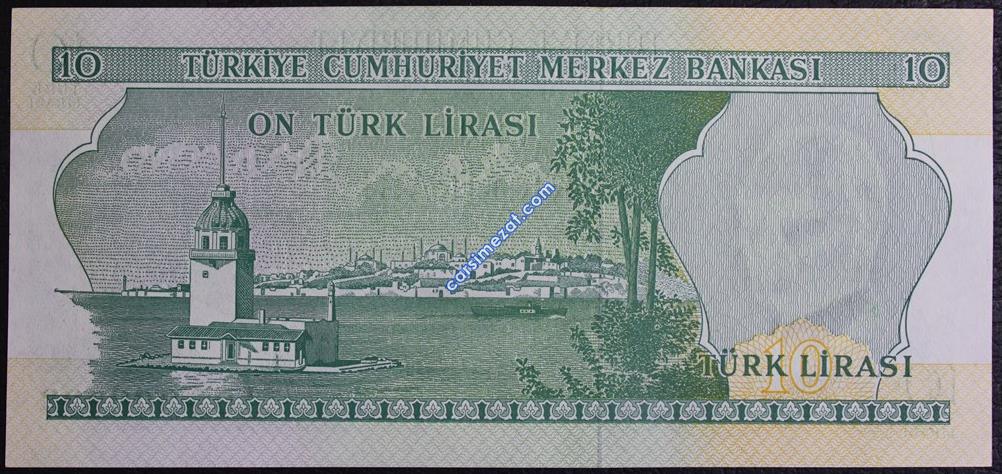 10 TÜRKİYE CUMHURİYET MERKEZ BANKASI 10
ON TÜRK LİRASI
carsimezat.com
TÜRK LİRASI
10